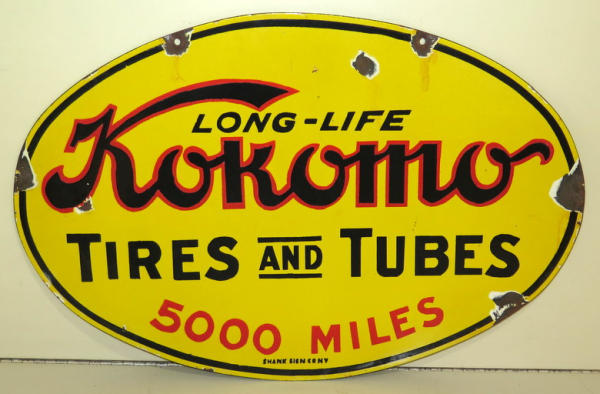 LONG-LIFE
Kokomo
TIRES AND TUBES
5000 MILES
SHANK SIGN CO NY